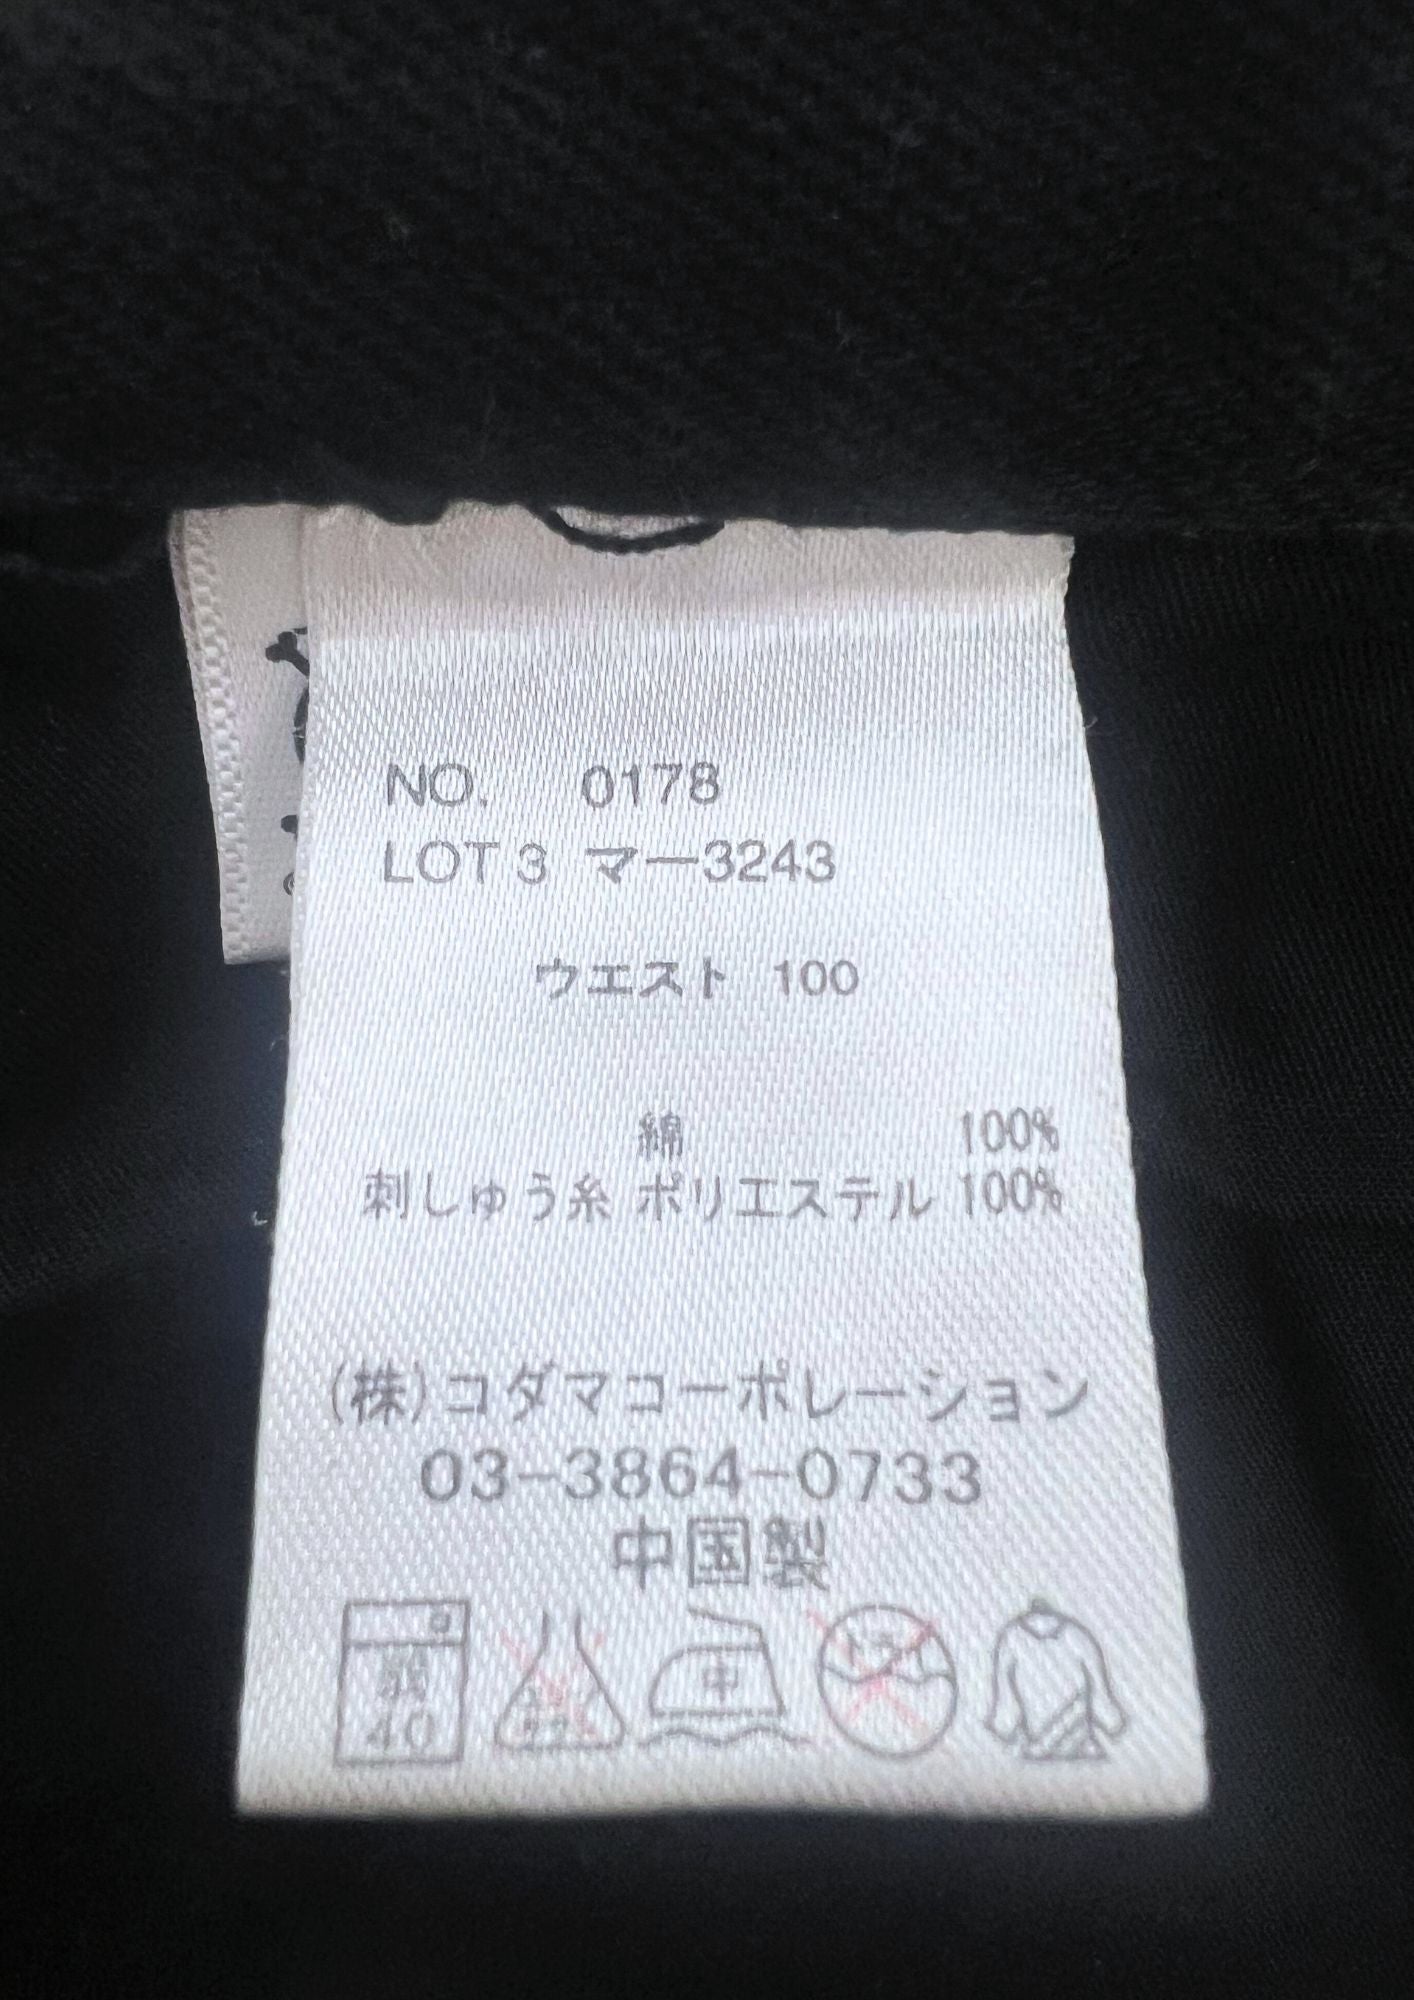 NO. 0178
LOT 3 マー3243
ウエスト 100
綿 100%
刺しゅう糸 ポリエステル 100%
(株)コダマコーポレーション
03-3864-0733
中国製
40
中